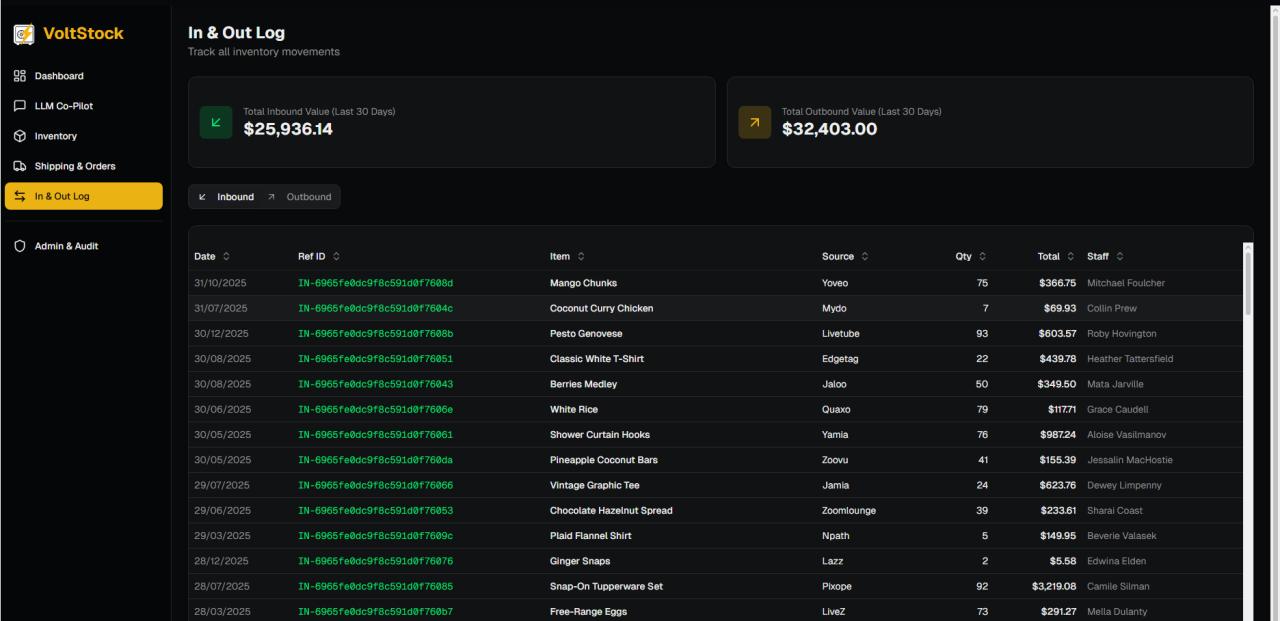 VoltStock
Dashboard
LLM Co-Pilot
Inventory
Shipping & Orders
In & Out Log
Admin & Audit
In & Out Log
Track all inventory movements
Total Inbound Value (Last 30 Days)
$25,936.14
Total Outbound Value (Last 30 Days)
$32,403.00
Inbound Outbound
Date Ref ID Item Source Qty Total Staff
31/10/2025 IN-6965fe0dc9f8c591d0f7608d Mango Chunks Yoveo 75 $366.75 Mitchael Foulcher
31/07/2025 IN-6965fe0dc9f8c591d0f7604c Coconut Curry Chicken Mydo 7 $69.93 Collin Prew
30/12/2025 IN-6965fe0dc9f8c591d0f7608b Pesto Genovese Livetube 93 $603.57 Roby Hovington
30/08/2025 IN-6965fe0dc9f8c591d0f76051 Classic White T-Shirt Edgetag 22 $439.78 Heather Tattersfield
30/08/2025 IN-6965fe0dc9f8c591d0f76043 Berries Medley Jaloo 50 $349.50 Mata Jarville
30/06/2025 IN-6965fe0dc9f8c591d0f7606e White Rice Quaxo 79 $117.71 Grace Caudell
30/05/2025 IN-6965fe0dc9f8c591d0f76061 Shower Curtain Hooks Yamia 76 $987.24 Aloise Vasilmanov
30/05/2025 IN-6965fe0dc9f8c591d0f760da Pineapple Coconut Bars Zoovu 41 $155.39 Jessalin MacHostie
29/07/2025 IN-6965fe0dc9f8c591d0f76066 Vintage Graphic Tee Jamia 24 $623.76 Dewey Limpenny
29/06/2025 IN-6965fe0dc9f8c591d0f76053 Chocolate Hazelnut Spread Zoomlounge 39 $233.61 Sharai Coast
29/03/2025 IN-6965fe0dc9f8c591d0f7609c Plaid Flannel Shirt Npath 5 $149.95 Beverie Valasek
28/12/2025 IN-6965fe0dc9f8c591d0f76076 Ginger Snaps Lazz 2 $5.58 Edwina Elden
28/07/2025 IN-6965fe0dc9f8c591d0f76085 Snap-On Tupperware Set Pixope 92 $3,219.08 Camile Silman
28/03/2025 IN-6965fe0dc9f8c591d0f760b7 Free-Range Eggs LiveZ 73 $291.27 Mella Dulanty